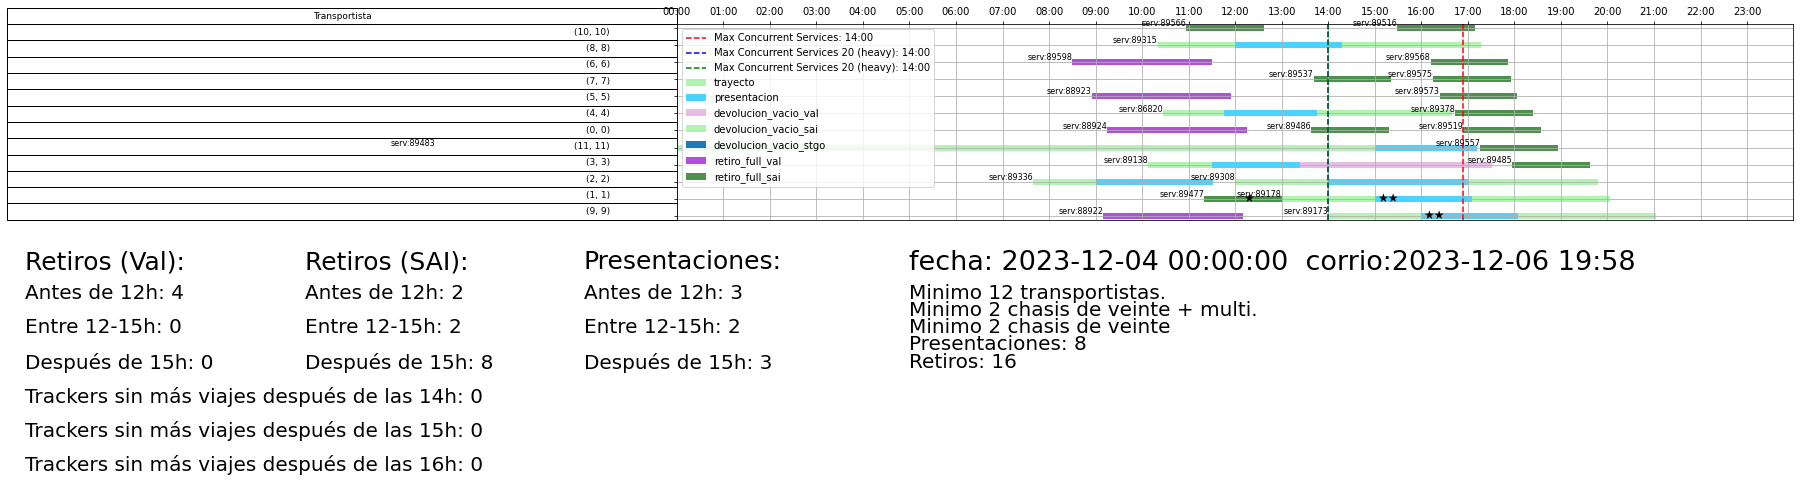 Transportista
00:00 01:00 02:00 03:00 04:00 05:00 06:00 07:00 08:00 09:00 10:00 11:00 12:00 13:00 14:00 15:00 16:00 17:00 18:00 19:00 20:00 21:00 22:00 23:00
(10, 10) serv:89566 serv:89516
(8, 8) serv:89315
(6, 6) serv:89598 serv:89568
(7, 7) serv:89537 serv:89575
(5, 5) serv:88923 serv:89573
(4, 4) serv:86820 serv:89378
(0, 0) serv:88924 serv:89486 serv:89519
serv:89483 (11, 11) serv:89557
(3, 3) serv:89138 serv:89485
(2, 2) serv:89336 serv:89308
(1, 1) serv:89477 serv:89178
(9, 9) serv:88922 serv:89173
Max Concurrent Services: 14:00
Max Concurrent Services 20 (heavy): 14:00
Max Concurrent Services 20 (heavy): 14:00
trayecto
presentacion
devolucion_vacio_val
devolucion_vacio_sai
devolucion_vacio_stgo
retiro_full_val
retiro_full_sai
Retiros (Val):
Antes de 12h: 4
Entre 12-15h: 0
Después de 15h: 0
Trackers sin más viajes después de las 14h: 0
Trackers sin más viajes después de las 15h: 0
Trackers sin más viajes después de las 16h: 0
Retiros (SAI):
Antes de 12h: 2
Entre 12-15h: 2
Después de 15h: 8
Presentaciones:
Antes de 12h: 3
Entre 12-15h: 2
Después de 15h: 3
fecha: 2023-12-04 00:00:00  corrio:2023-12-06 19:58
Minimo 12 transportistas.
Minimo 2 chasis de veinte + multi.
Minimo 2 chasis de veinte
Presentaciones: 8
Retiros: 16